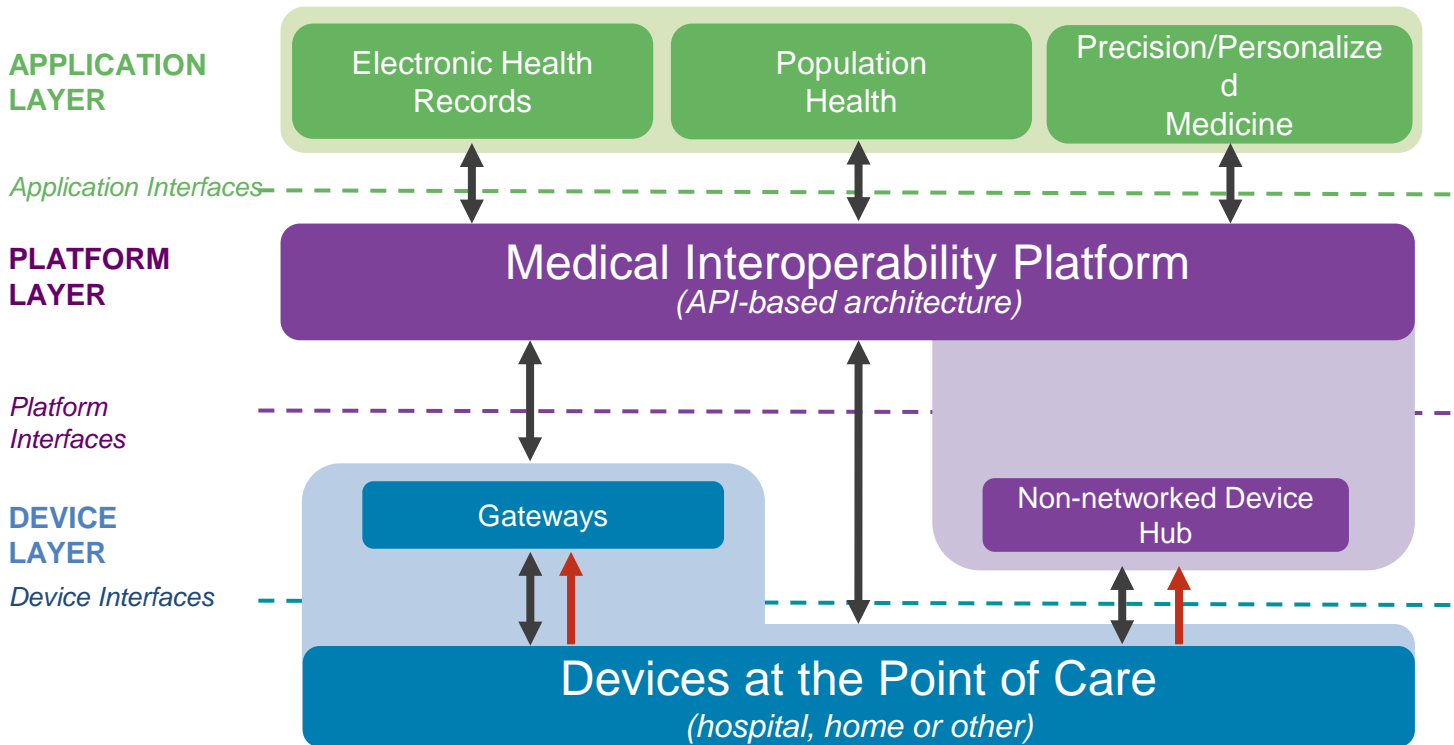 APPLICATION
LAYER
Electronic Health
Records
Population
Health
Precision/Personalize
d
Medicine
Application Interfaces
PLATFORM
LAYER
Medical Interoperability Platform
(API-based architecture)
Platform
Interfaces
DEVICE
LAYER
Gateways
Non-networked Device
Hub
Device Interfaces
Devices at the Point of Care
(hospital, home or other)